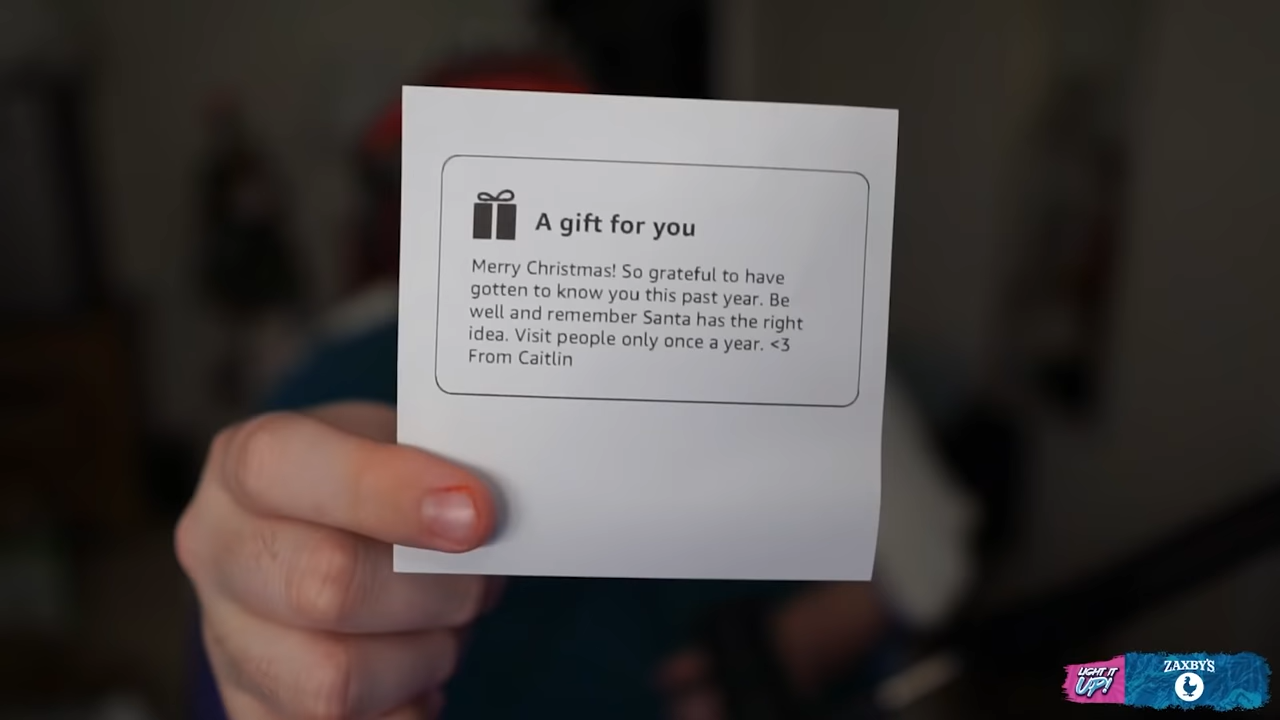 A gift for you
Merry Christmas! So grateful to have
gotten to know you this past year. Be
well and remember Santa has the right
idea. Visit people only once a year. <3
From Caitlin
LIGHT IT
UP!
ZAXBY'S